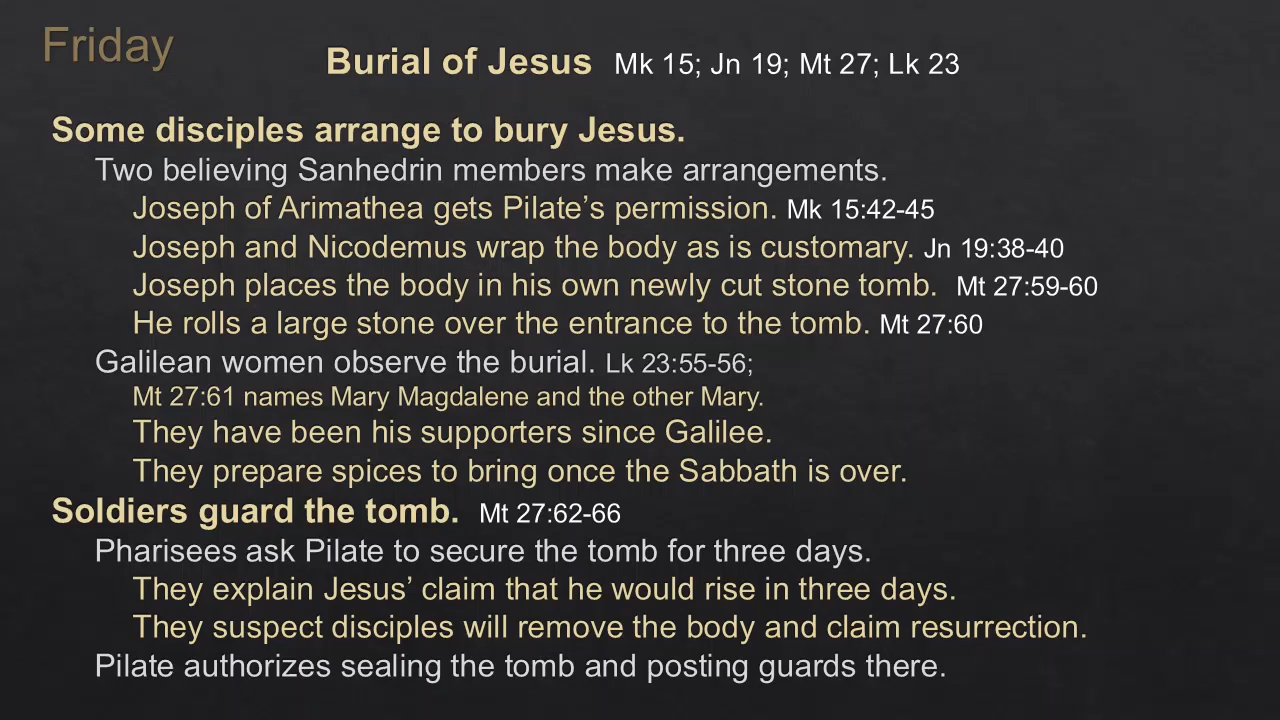 Friday
Burial of Jesus Mk 15; Jn 19; Mt 27; Lk 23
Some disciples arrange to bury Jesus.
Two believing Sanhedrin members make arrangements.
Joseph of Arimathea gets Pilate’s permission. Mk 15:42-45
Joseph and Nicodemus wrap the body as is customary. Jn 19:38-40
Joseph places the body in his own newly cut stone tomb. Mt 27:59-60
He rolls a large stone over the entrance to the tomb. Mt 27:60
Galilean women observe the burial. Lk 23:55-56;
Mt 27:61 names Mary Magdalene and the other Mary.
They have been his supporters since Galilee.
They prepare spices to bring once the Sabbath is over.
Soldiers guard the tomb. Mt 27:62-66
Pharisees ask Pilate to secure the tomb for three days.
They explain Jesus’ claim that he would rise in three days.
They suspect disciples will remove the body and claim resurrection.
Pilate authorizes sealing the tomb and posting guards there.